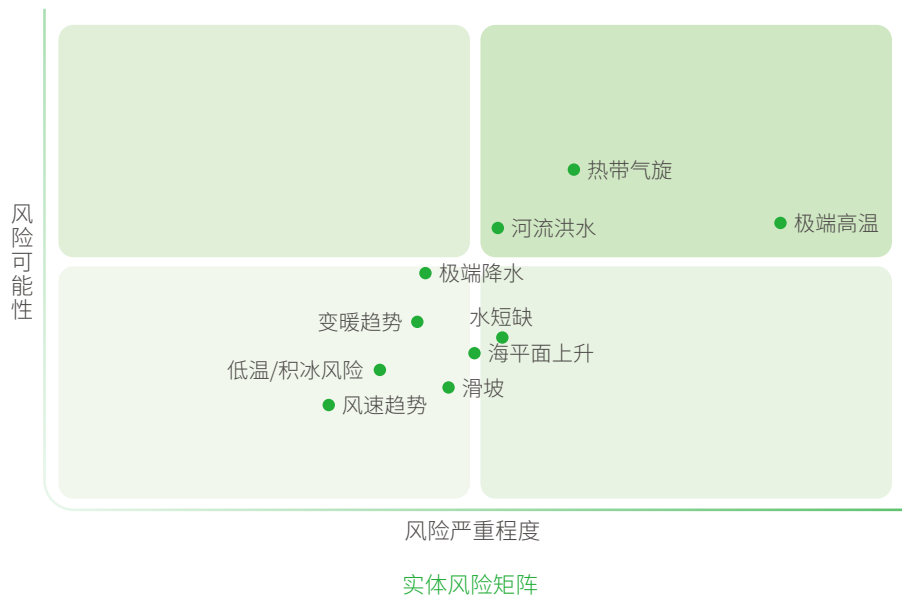 风险可能性
热带气旋
极端高温
河流洪水
极端降水
水短缺
变暖趋势
海平面上升
低温/积冰风险
滑坡
风速趋势
风险严重程度
实体风险矩阵